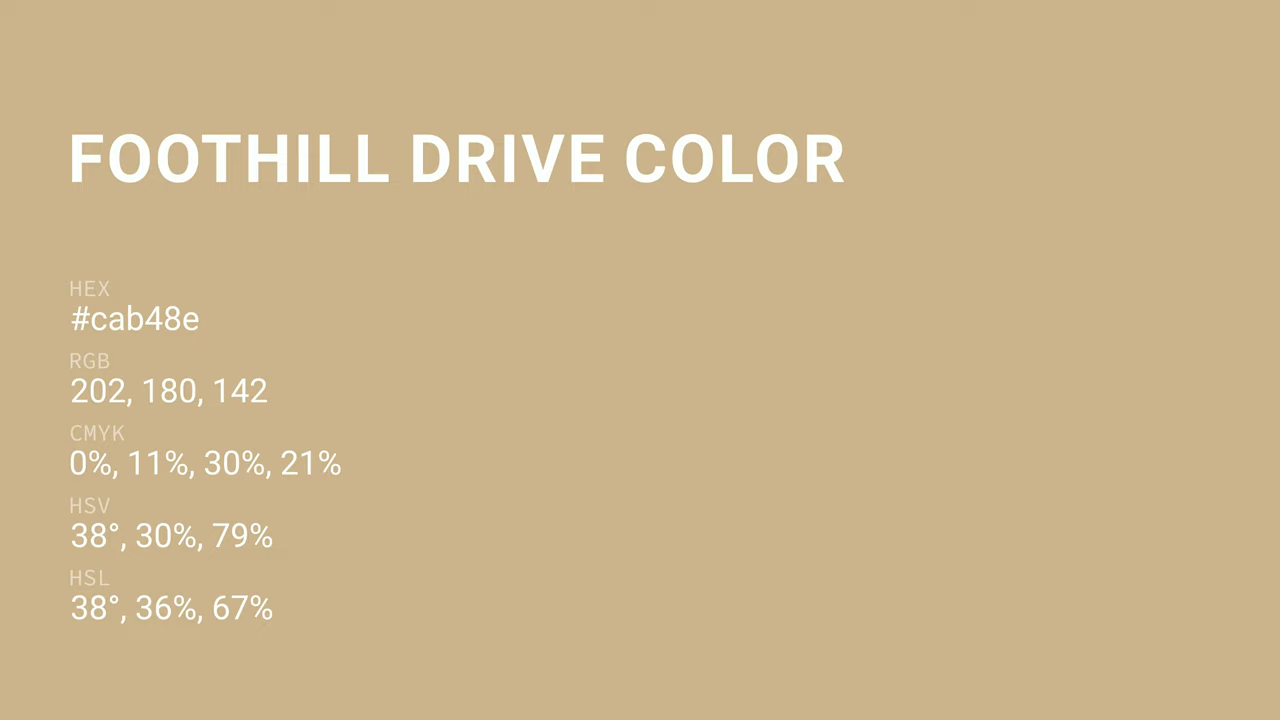 FOOTHILL DRIVE COLOR
HEX
#cab48e
RGB
202, 180, 142
CMYK
0%, 11%, 30%, 21%
HSV
38°, 30%, 79%
HSL
38°, 36%, 67%